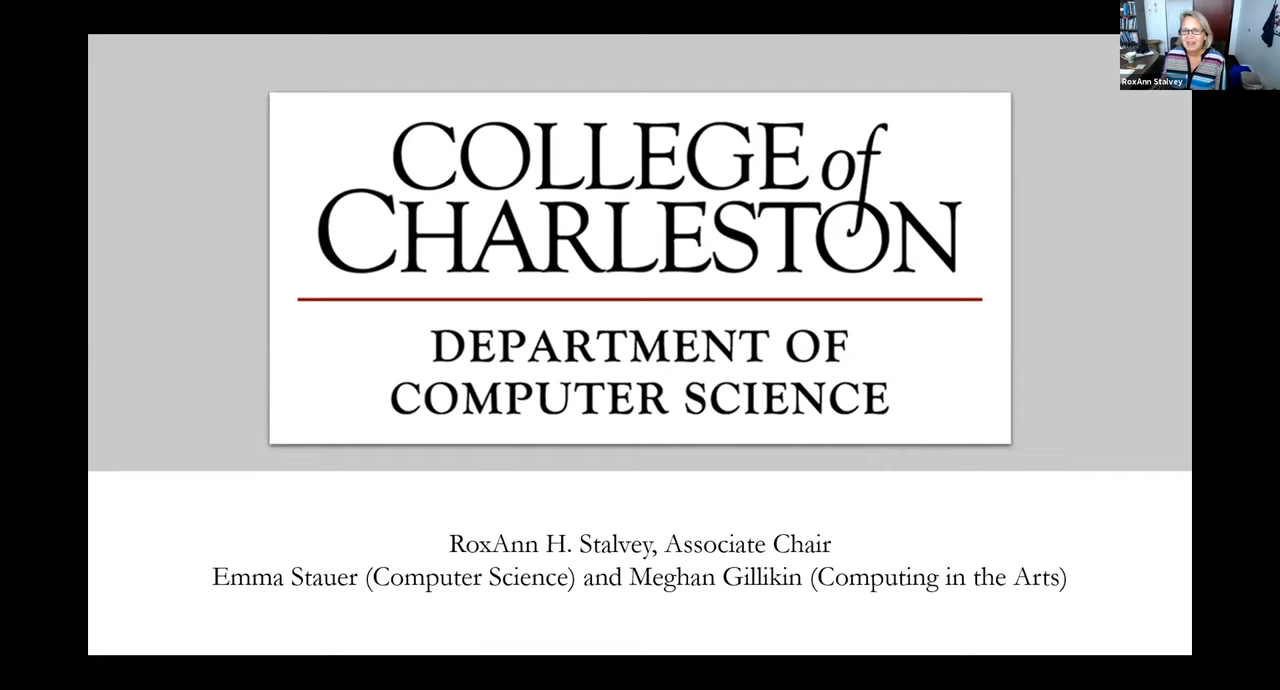 RoxAnn Stalvey
COLLEGE of
CHARLESTON
DEPARTMENT OF
COMPUTER SCIENCE
RoxAnn H. Stalvey, Associate Chair
Emma Stauer (Computer Science) and Meghan Gillikin (Computing in the Arts)